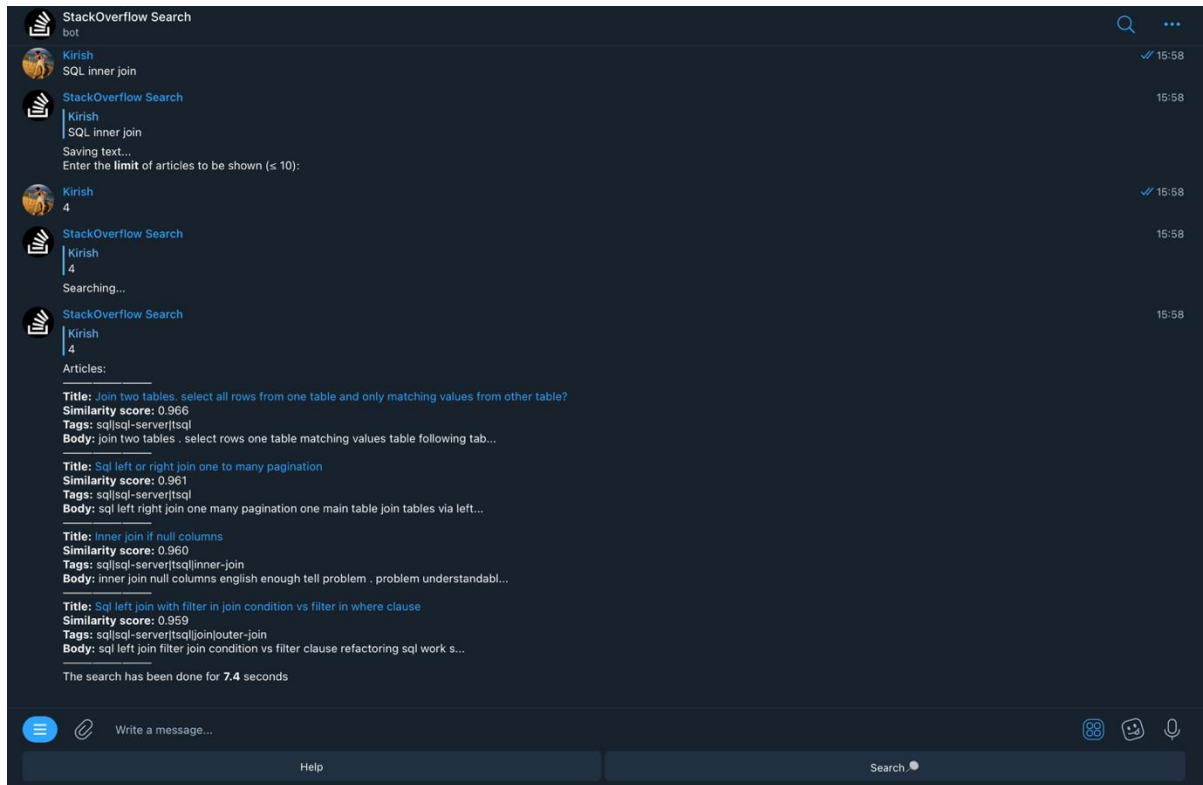 StackOverflow Search
bot
Kirish
15:58
SQL inner join
StackOverflow Search
15:58
Kirish
SQL inner join
Saving text...
Enter the limit of articles to be shown (≤ 10):
Kirish
15:58
4
StackOverflow Search
15:58
Kirish
4
Searching...
StackOverflow Search
15:58
Kirish
4
Articles:
Title: Join two tables. select all rows from one table and only matching values from other table?
Similarity score: 0.966
Tags: sql|sql-server|tsql
Body: join two tables . select rows one table matching values table following tab...
Title: Sql left or right join one to many pagination
Similarity score: 0.961
Tags: sql|sql-server|tsql
Body: sql left right join one many pagination one main table join tables via left...
Title: Inner join if null columns
Similarity score: 0.960
Tags: sql|sql-server|tsql|inner-join
Body: inner join null columns english enough tell problem . problem understandabl...
Title: Sql left join with filter in join condition vs filter in where clause
Similarity score: 0.959
Tags: sql|sql-server|tsql|join|outer-join
Body: sql left join filter join condition vs filter clause refactoring sql work s...
The search has been done for 7.4 seconds
Write a message...
Help
Search